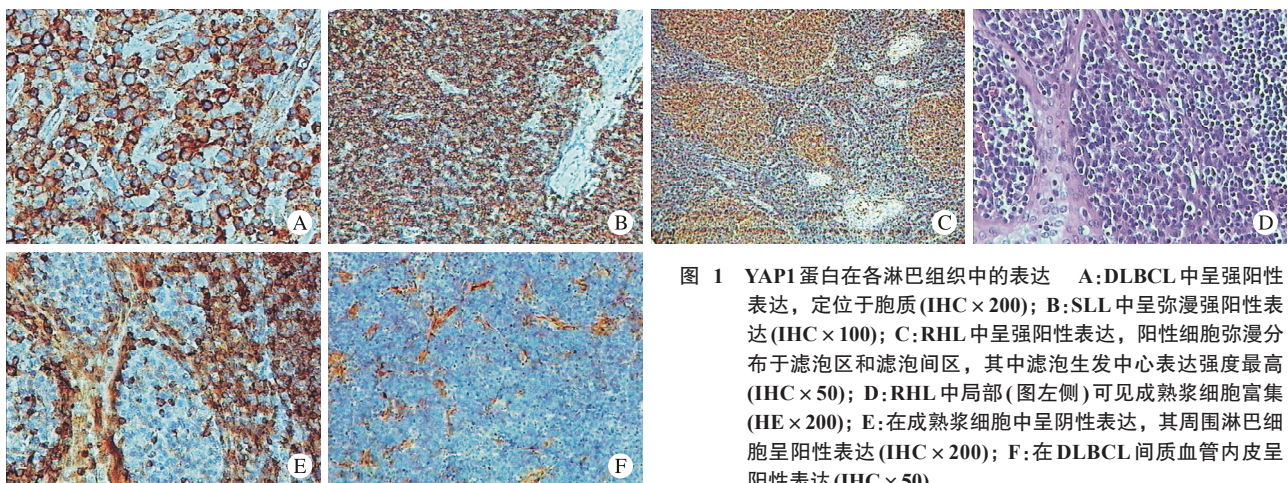 A
B
C
D
E
F
图 1 YAP1蛋白在各淋巴组织中的表达 A:DLBCL中呈强阳性
表达，定位于胞质(IHC×200)；B:SLL中呈弥漫强阳性表
达(IHC×100)；C:RHL中呈强阳性表达，阳性细胞弥漫分
布于滤泡区和滤泡间区，其中滤泡生发中心表达强度最高
(IHC×50)；D:RHL中局部(图左侧)可见成熟浆细胞富集
(HE×200)；E:在成熟浆细胞中呈阴性表达，其周围淋巴细
胞呈阳性表达(IHC×200)；F:在DLBCL间质血管内皮呈
阳性表达(IHC×50)